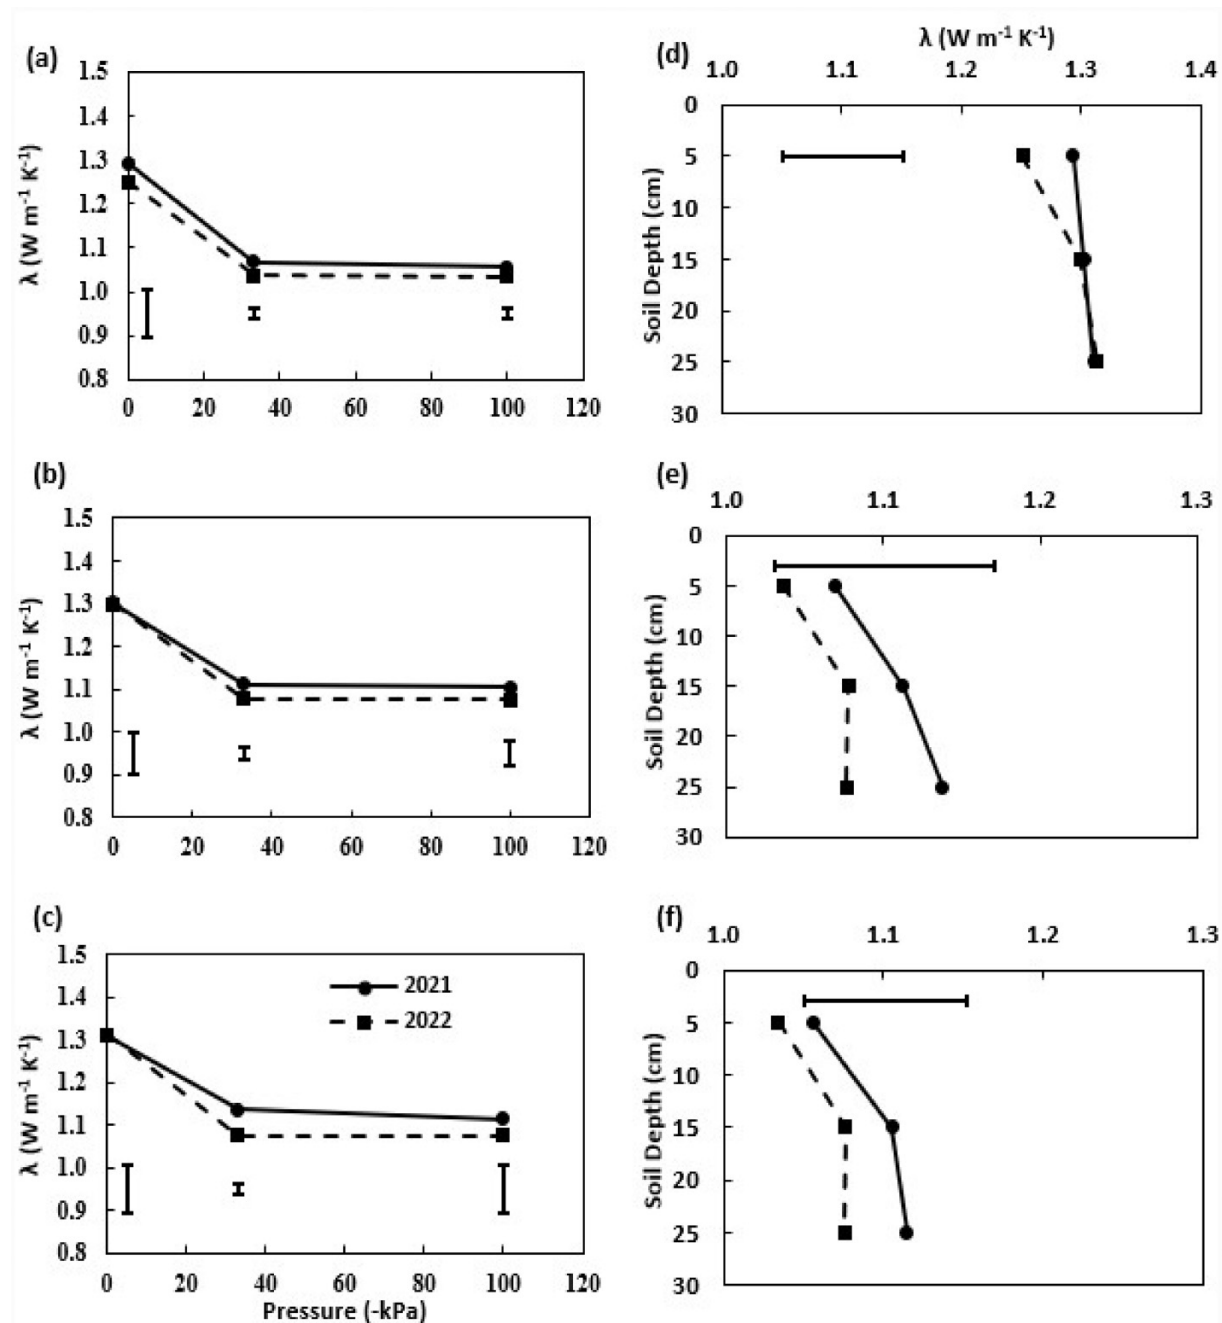 (a)
1.5
1.4
1.3
1.2
1.1
1.0
0.9
0.8
λ (W m⁻¹ K⁻¹)
0 20 40 60 80 100 120
(d)
λ (W m⁻¹ K⁻¹)
1.0 1.1 1.2 1.3 1.4
0
5
10
15
20
25
30
Soil Depth (cm)
(b)
1.5
1.4
1.3
1.2
1.1
1.0
0.9
0.8
λ (W m⁻¹ K⁻¹)
0 20 40 60 80 100 120
(e)
1.0 1.1 1.2 1.3
0
5
10
15
20
25
30
Soil Depth (cm)
(c)
1.5
1.4
1.3
1.2
1.1
1.0
0.9
0.8
λ (W m⁻¹ K⁻¹)
2021
2022
0 20 40 60 80 100 120
Pressure (-kPa)
(f)
1.0 1.1 1.2 1.3
0
5
10
15
20
25
30
Soil Depth (cm)